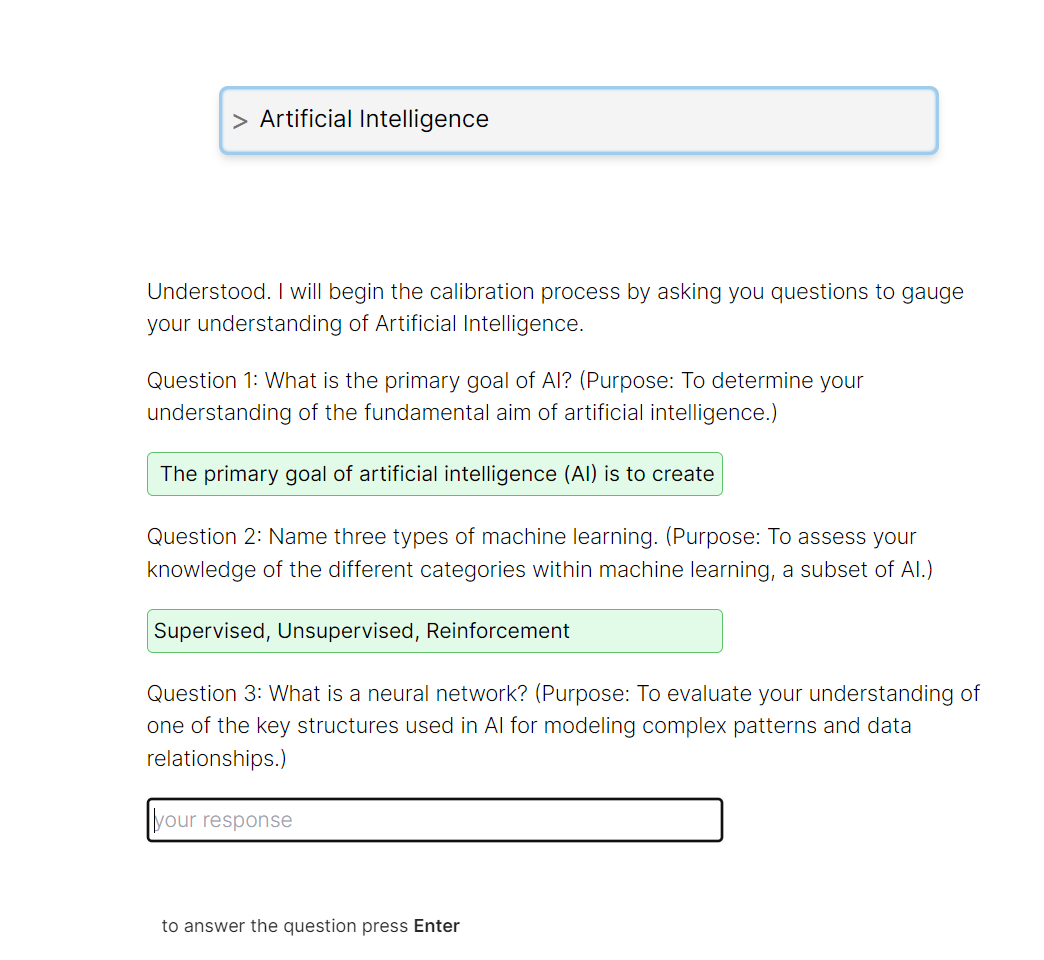 > Artificial Intelligence
Understood. I will begin the calibration process by asking you questions to gauge
your understanding of Artificial Intelligence.
Question 1: What is the primary goal of AI? (Purpose: To determine your
understanding of the fundamental aim of artificial intelligence.)
The primary goal of artificial intelligence (AI) is to create
Question 2: Name three types of machine learning. (Purpose: To assess your
knowledge of the different categories within machine learning, a subset of AI.)
Supervised, Unsupervised, Reinforcement
Question 3: What is a neural network? (Purpose: To evaluate your understanding of
one of the key structures used in AI for modeling complex patterns and data
relationships.)
your response
to answer the question press Enter